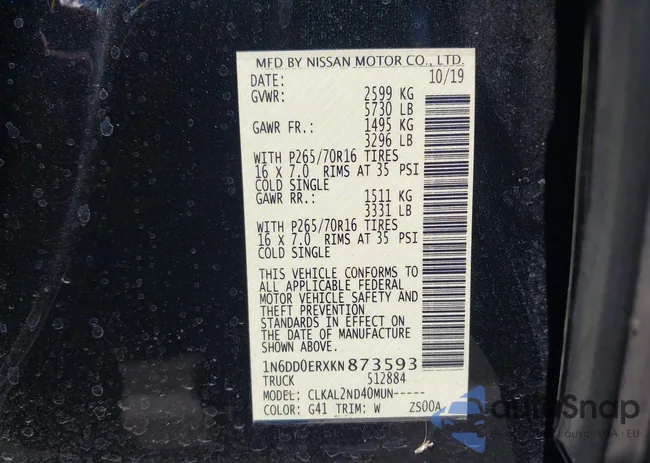 MFD BY NISSAN MOTOR CO., LTD.
DATE: 10/19
GVWR: 2599 KG
5730 LB
GAWR FR.: 1495 KG
3296 LB
WITH P265/70R16 TIRES
16 X 7.0 RIMS AT 35 PSI
COLD SINGLE
GAWR RR.: 1511 KG
3331 LB
WITH P265/70R16 TIRES
16 X 7.0 RIMS AT 35 PSI
COLD SINGLE
THIS VEHICLE CONFORMS TO
ALL APPLICABLE FEDERAL
MOTOR VEHICLE SAFETY AND
THEFT PREVENTION
STANDARDS IN EFFECT ON
DATE OF MANUFACTURE
SHOWN ABOVE.
1N6DD0ERXKN873593
TRUCK 512884
MODEL: CLKAL2ND40MUN-----
COLOR: G41 TRIM: W ZS00A
autoSnap
EU